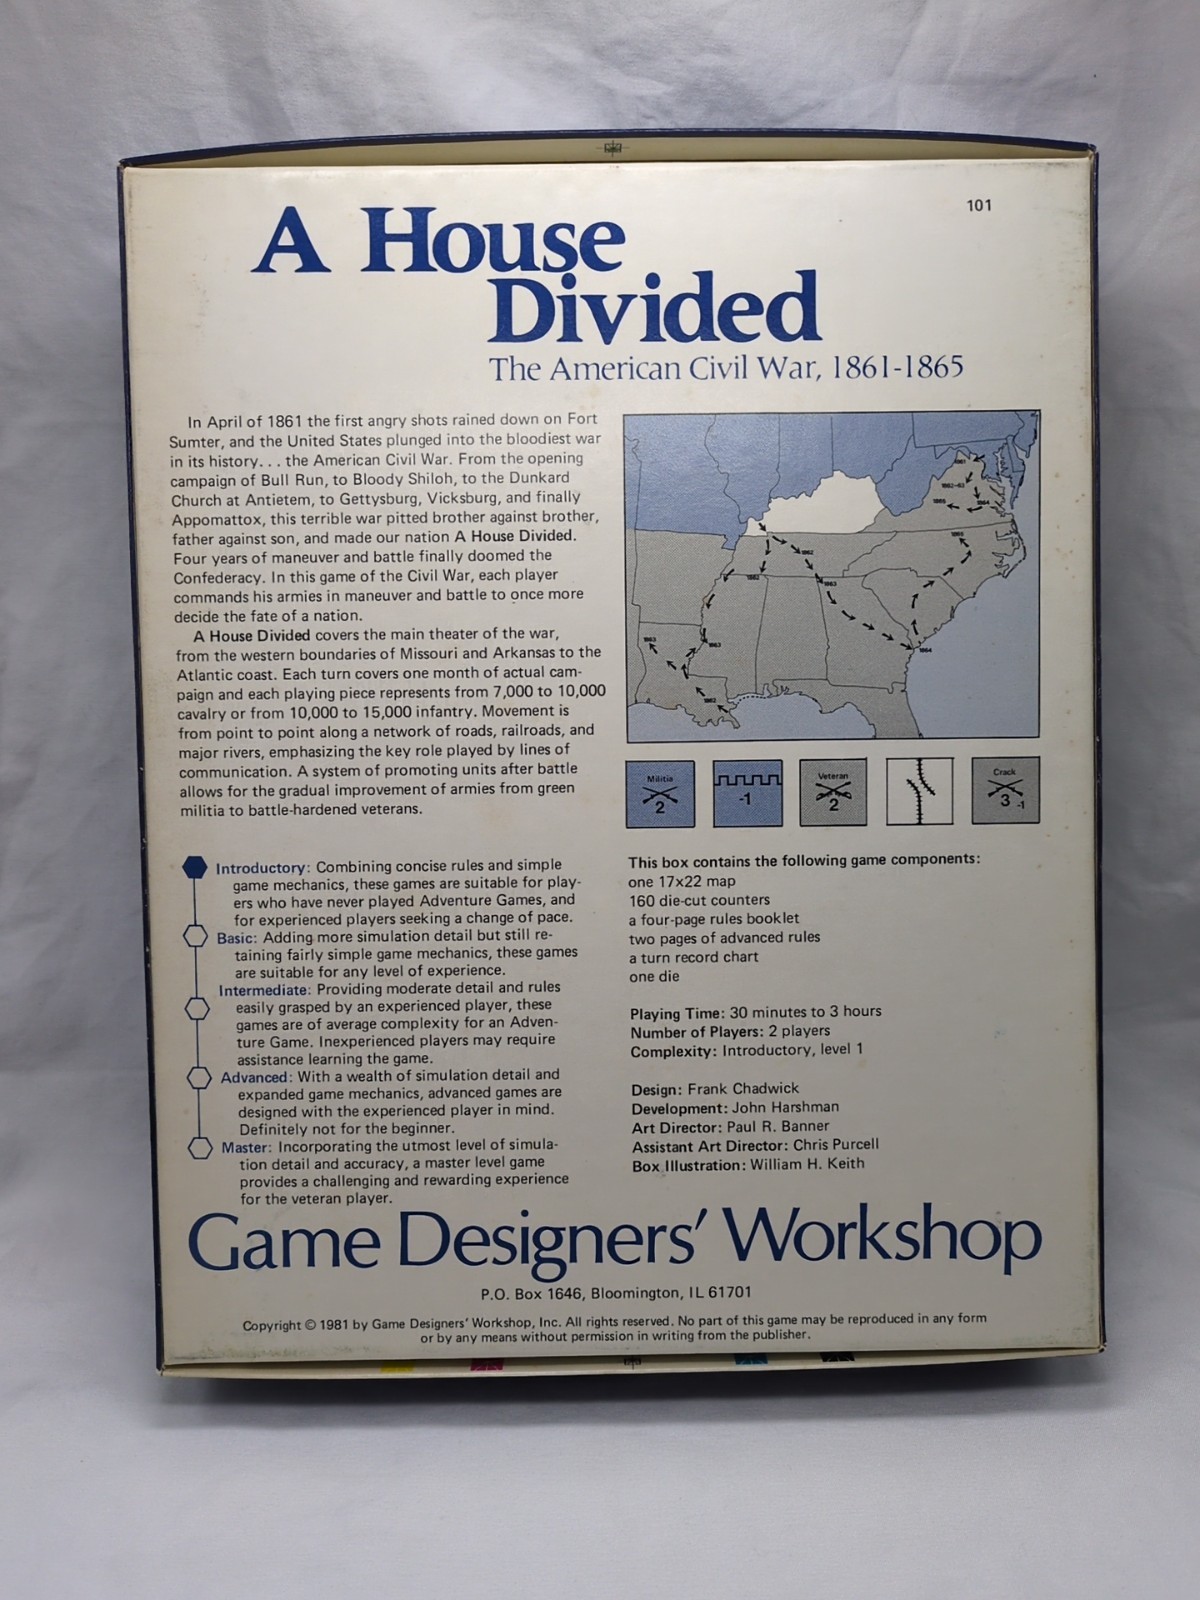 101
A House
Divided
The American Civil War, 1861-1865
In April of 1861 the first angry shots rained down on Fort
Sumter, and the United States plunged into the bloodiest war
in its history. . . the American Civil War. From the opening
campaign of Bull Run, to Bloody Shiloh, to the Dunkard
Church at Antietem, to Gettysburg, Vicksburg, and finally
Appomattox, this terrible war pitted brother against brother,
father against son, and made our nation A House Divided.
Four years of maneuver and battle finally doomed the
Confederacy. In this game of the Civil War, each player
commands his armies in maneuver and battle to once more
decide the fate of a nation.
A House Divided covers the main theater of the war,
from the western boundaries of Missouri and Arkansas to the
Atlantic coast. Each turn covers one month of actual cam-
paign and each playing piece represents from 7,000 to 10,000
cavalry or from 10,000 to 15,000 infantry. Movement is
from point to point along a network of roads, railroads, and
major rivers, emphasizing the key role played by lines of
communication. A system of promoting units after battle
allows for the gradual improvement of armies from green
militia to battle-hardened veterans.
1861
1862-63
1865
1864
1865
1862
1862
1863
1863
1863
1864
1862
Militia
2
-1
Veteran
2
Crack
3 -1
Introductory: Combining concise rules and simple
game mechanics, these games are suitable for play-
ers who have never played Adventure Games, and
for experienced players seeking a change of pace.
Basic: Adding more simulation detail but still re-
taining fairly simple game mechanics, these games
are suitable for any level of experience.
Intermediate: Providing moderate detail and rules
easily grasped by an experienced player, these
games are of average complexity for an Adven-
ture Game. Inexperienced players may require
assistance learning the game.
Advanced: With a wealth of simulation detail and
expanded game mechanics, advanced games are
designed with the experienced player in mind.
Definitely not for the beginner.
Master: Incorporating the utmost level of simula-
tion detail and accuracy, a master level game
provides a challenging and rewarding experience
for the veteran player.
This box contains the following game components:
one 17x22 map
160 die-cut counters
a four-page rules booklet
two pages of advanced rules
a turn record chart
one die
Playing Time: 30 minutes to 3 hours
Number of Players: 2 players
Complexity: Introductory, level 1
Design: Frank Chadwick
Development: John Harshman
Art Director: Paul R. Banner
Assistant Art Director: Chris Purcell
Box Illustration: William H. Keith
Game Designers' Workshop
P.O. Box 1646, Bloomington, IL 61701
Copyright © 1981 by Game Designers' Workshop, Inc. All rights reserved. No part of this game may be reproduced in any form
or by any means without permission in writing from the publisher.